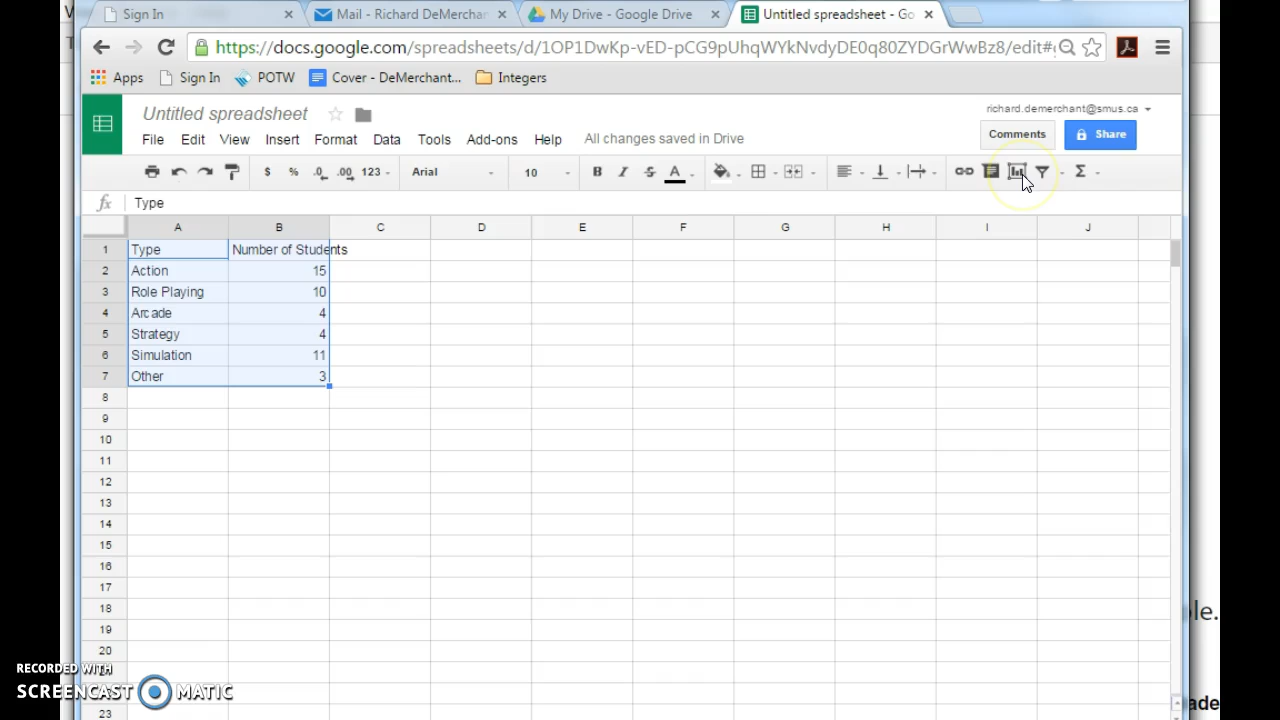 Sign In
Mail - Richard DeMerchan
My Drive - Google Drive
Untitled spreadsheet - Go
https://docs.google.com/spreadsheets/d/1OP1DwKp-vED-pCG9pUhqWYkNvdyDE0q80ZYDGrWwBz8/edit#
Apps Sign In POTW Cover - DeMerchant... Integers
Untitled spreadsheet
richard.demerchant@smus.ca
File Edit View Insert Format Data Tools Add-ons Help All changes saved in Drive
Comments Share
$ % .0 .00 123 Arial 10 B I S A Σ
fx Type
A B C D E F G H I J
1 Type Number of Students
2 Action 15
3 Role Playing 10
4 Arcade 4
5 Strategy 4
6 Simulation 11
7 Other 3
8
9
10
11
12
13
14
15
16
17
18
19
20
23
RECORDED WITH
SCREENCAST MATIC